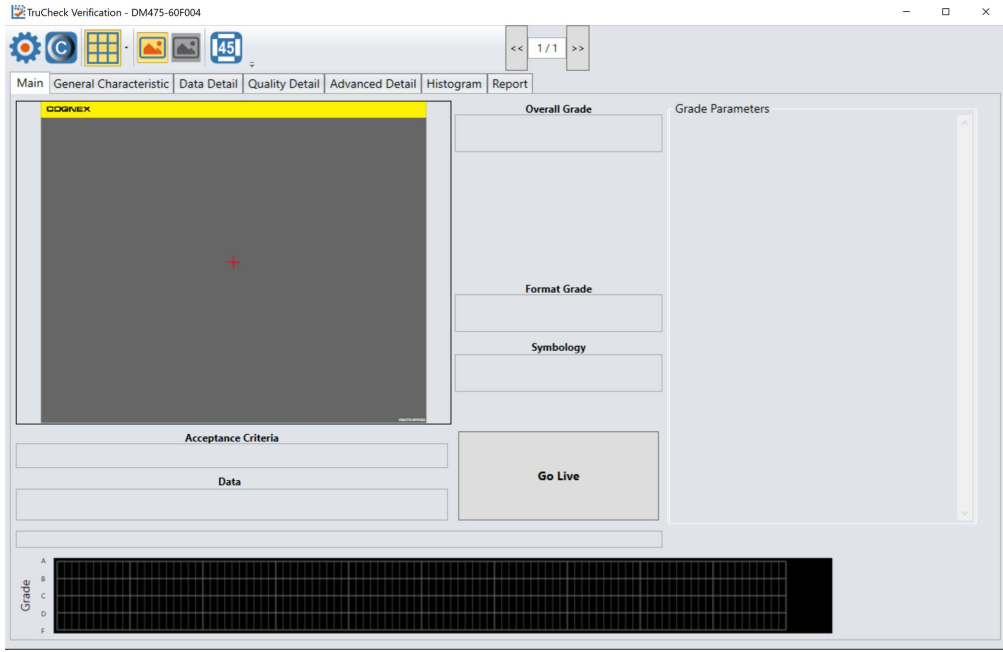 TruCheck Verification - DM475-60F004
C
45
<< 1/1 >>
Main General Characteristic Data Detail Quality Detail Advanced Detail Histogram Report
COGNEX
Overall Grade
Grade Parameters
Format Grade
Symbology
Acceptance Criteria
Go Live
Data
Grade
A
B
C
D
F